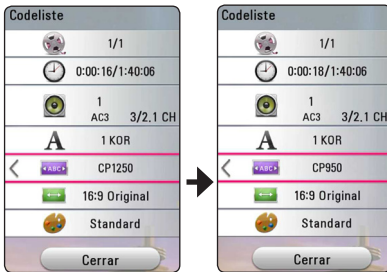 Codeliste
1/1
0:00:16/1:40:06
1
AC3 3/2.1 CH
A
1 KOR
ABC
CP1250
16:9 Original
Standard
Cerrar
Codeliste
1/1
0:00:18/1:40:06
1
AC3 3/2.1 CH
A
1 KOR
ABC
CP950
16:9 Original
Standard
Cerrar